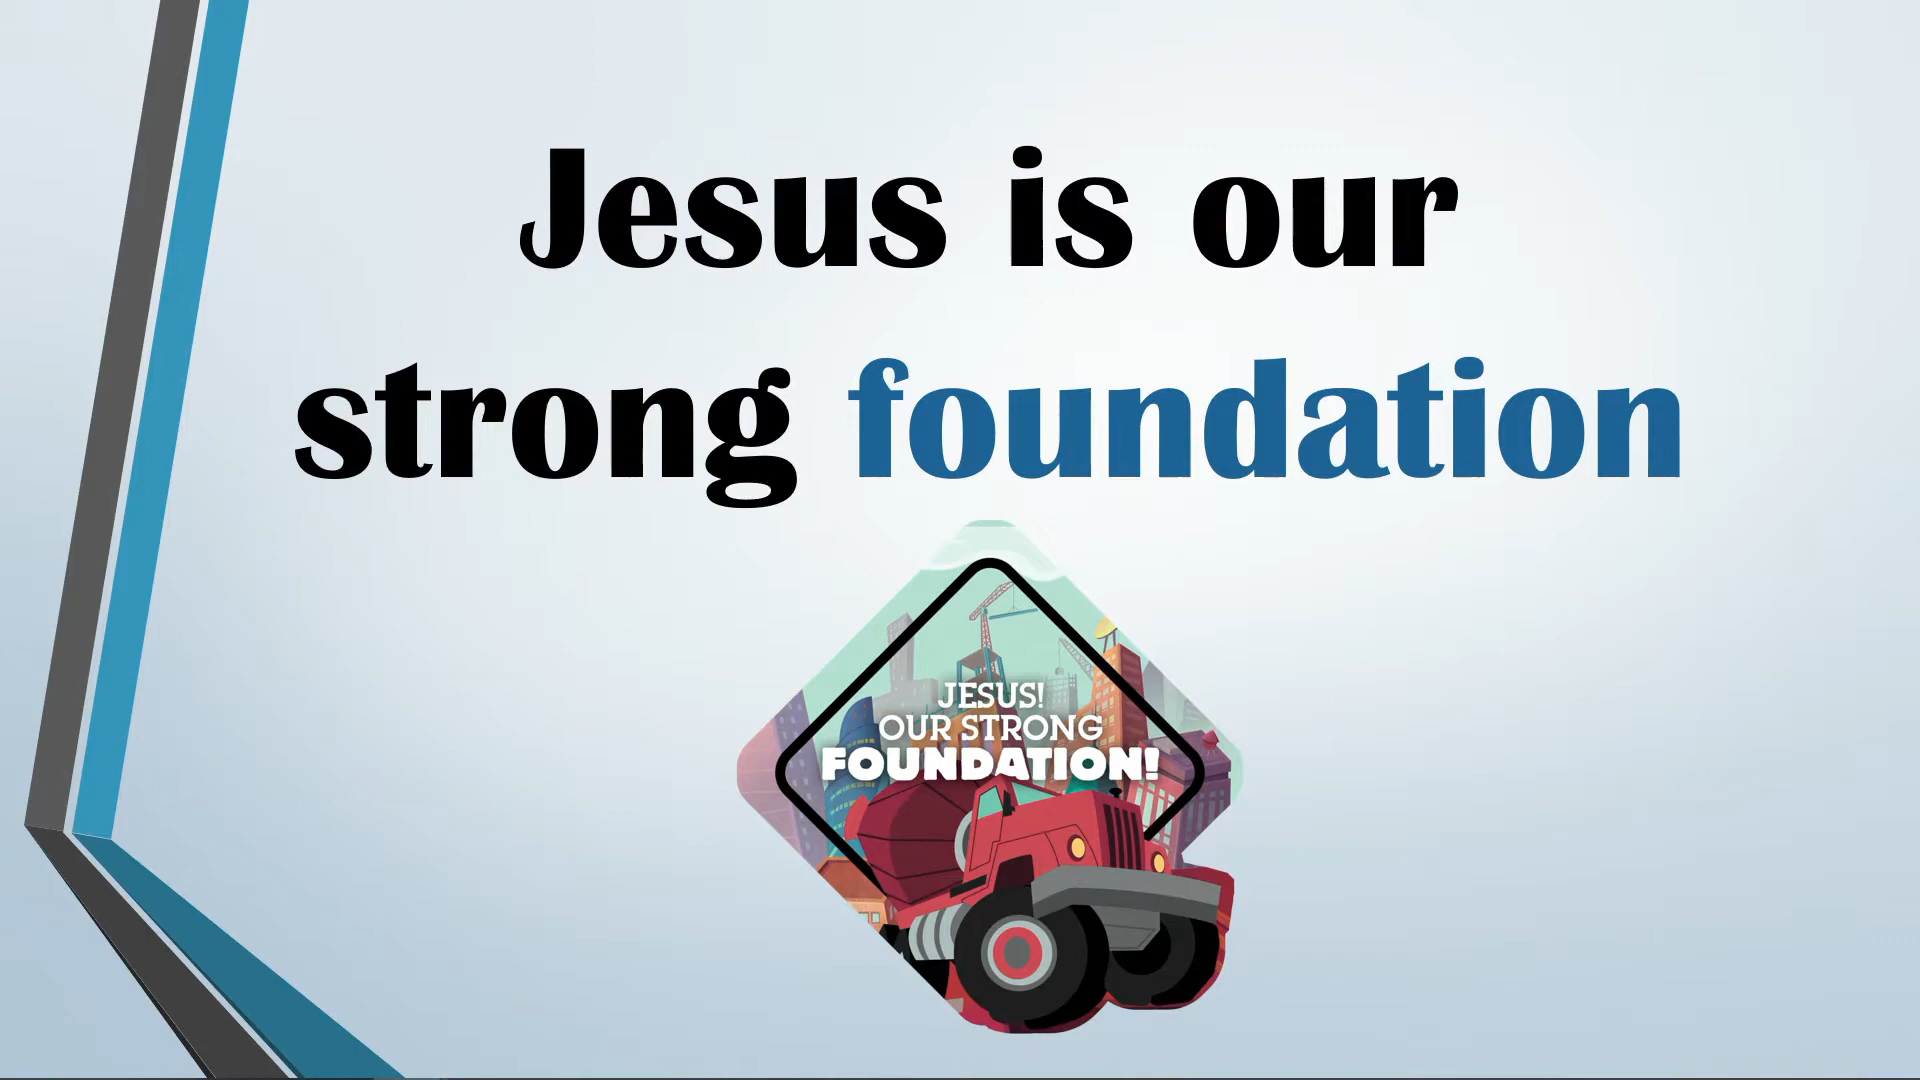 Jesus is our
strong foundation
JESUS!
OUR STRONG
FOUNDATION!